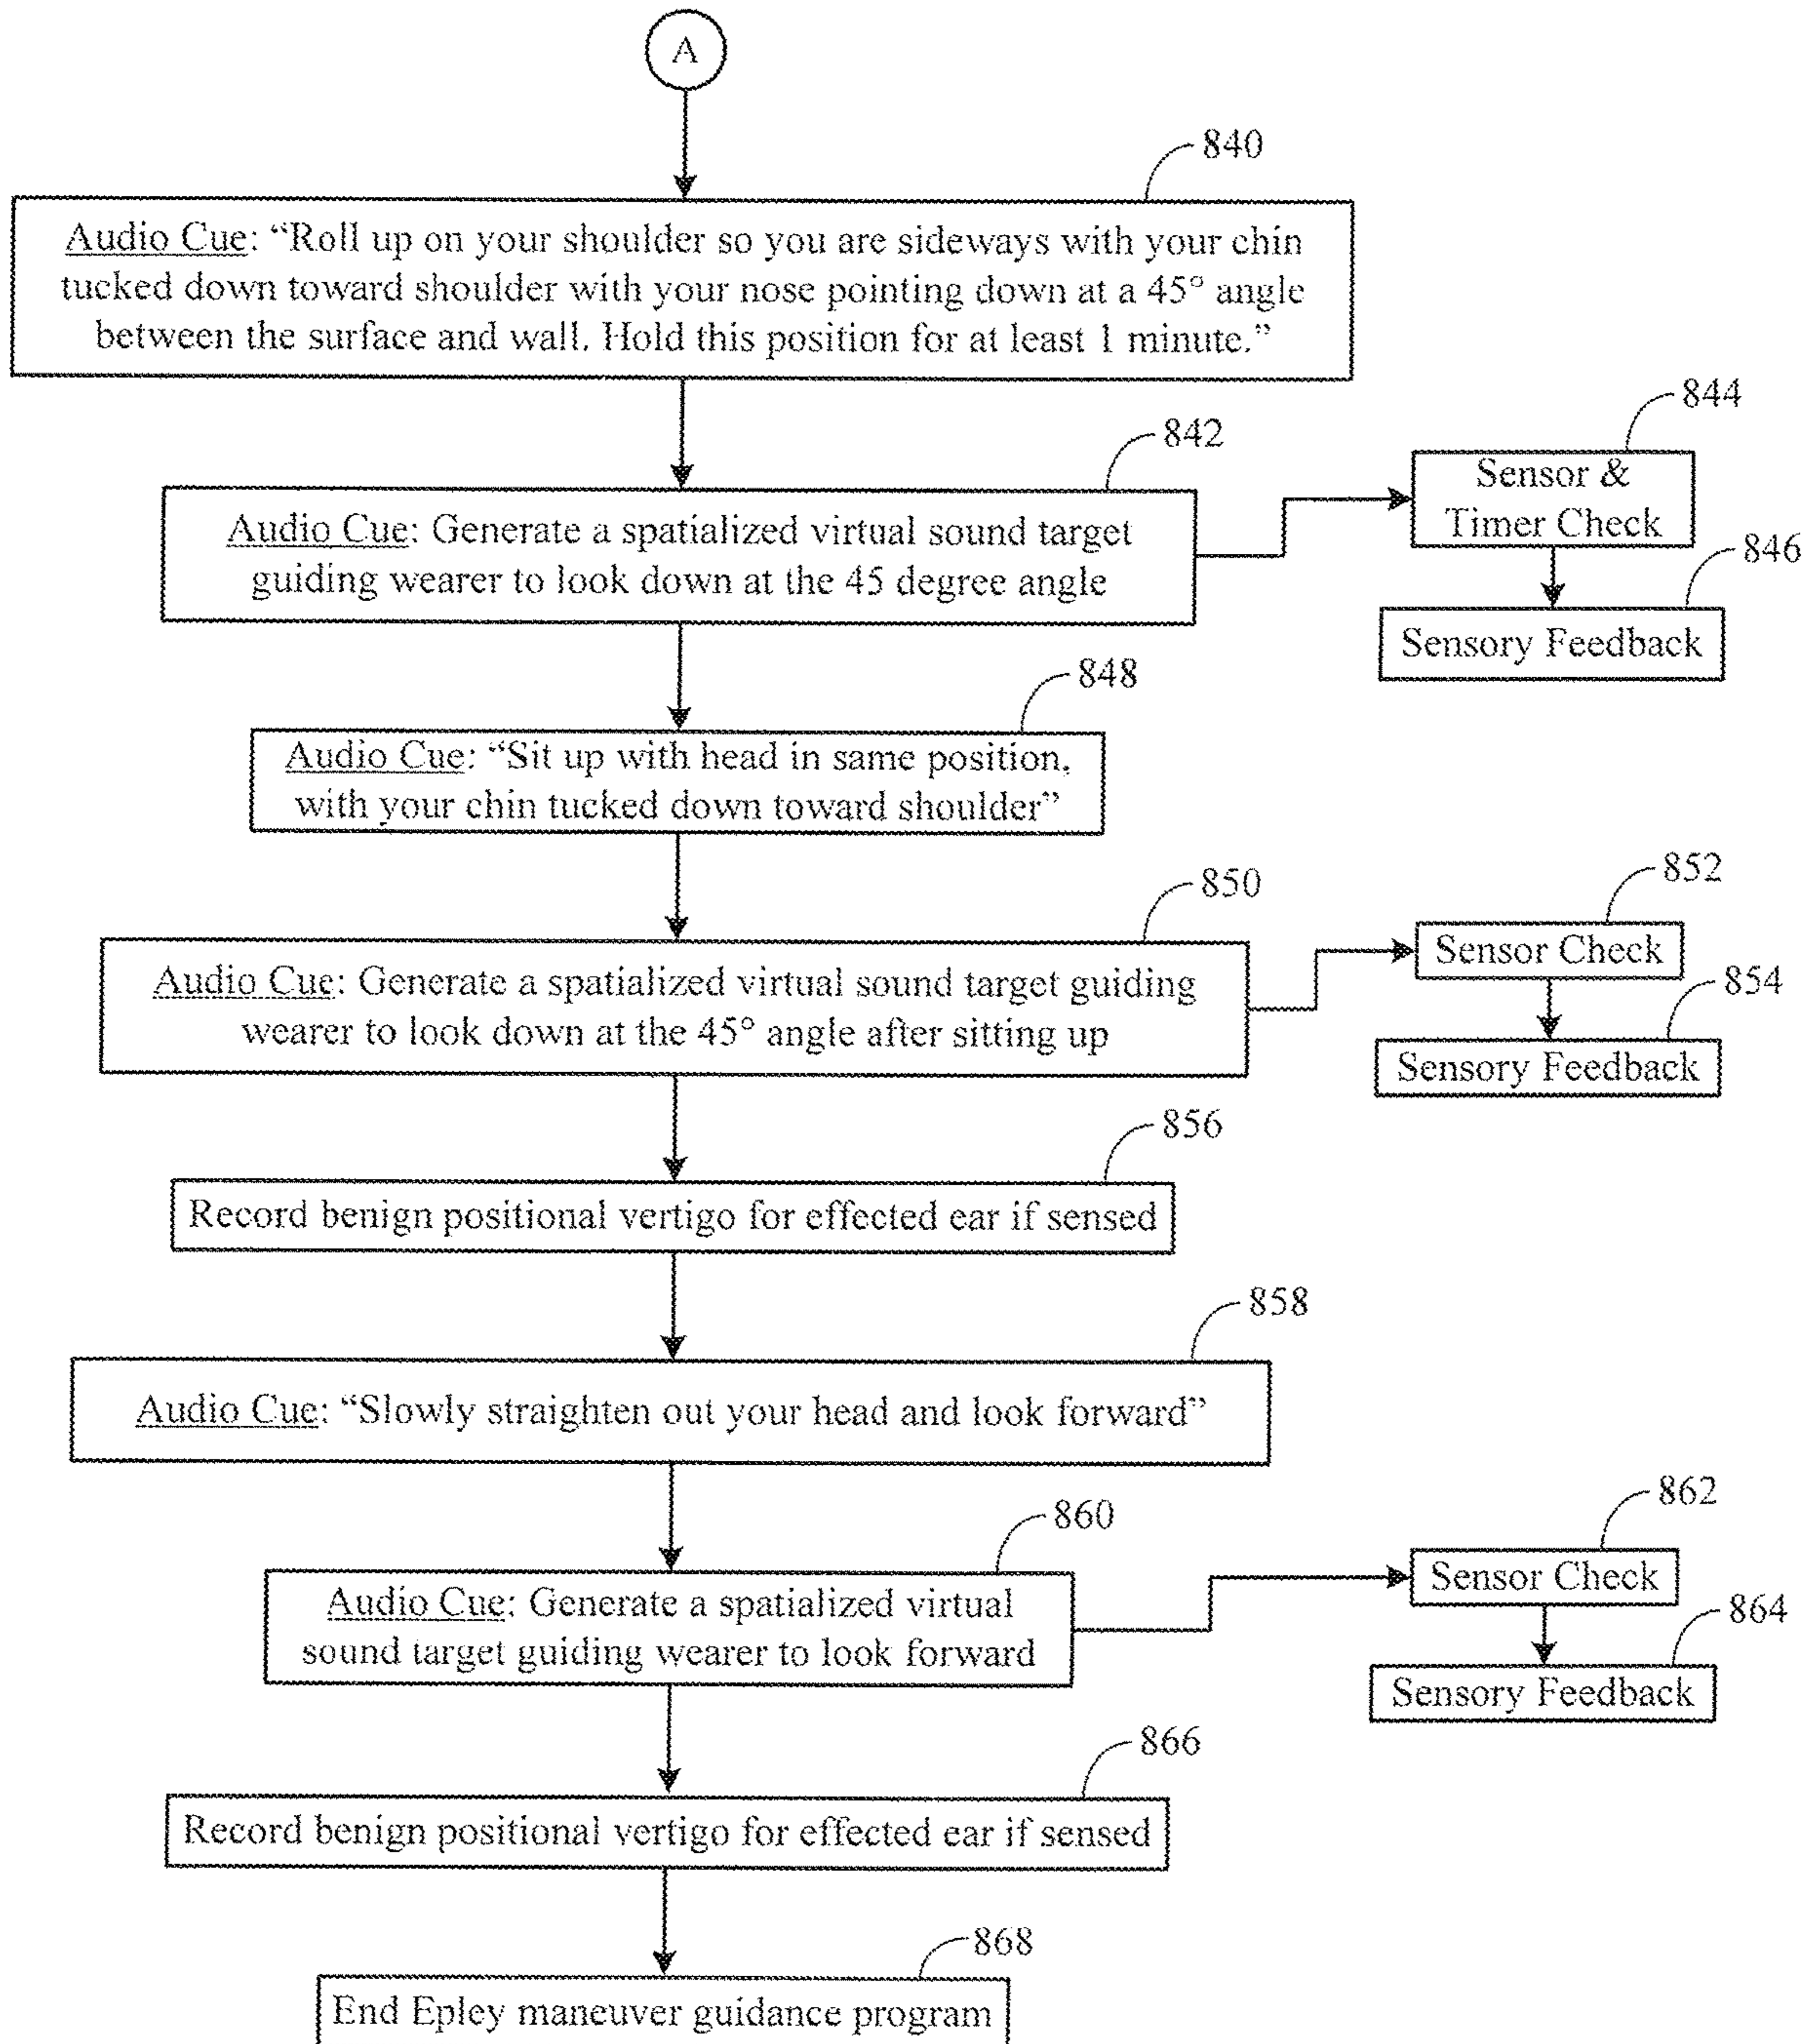 A
840
Audio Cue: “Roll up on your shoulder so you are sideways with your chin
tucked down toward shoulder with your nose pointing down at a 45° angle
between the surface and wall. Hold this position for at least 1 minute.”
842
Audio Cue: Generate a spatialized virtual sound target
guiding wearer to look down at the 45 degree angle
844
Sensor &
Timer Check
846
Sensory Feedback
848
Audio Cue: “Sit up with head in same position,
with your chin tucked down toward shoulder”
850
Audio Cue: Generate a spatialized virtual sound target guiding
wearer to look down at the 45° angle after sitting up
852
Sensor Check
854
Sensory Feedback
856
Record benign positional vertigo for effected ear if sensed
858
Audio Cue: “Slowly straighten out your head and look forward”
860
Audio Cue: Generate a spatialized virtual
sound target guiding wearer to look forward
862
Sensor Check
864
Sensory Feedback
866
Record benign positional vertigo for effected ear if sensed
868
End Epley maneuver guidance program